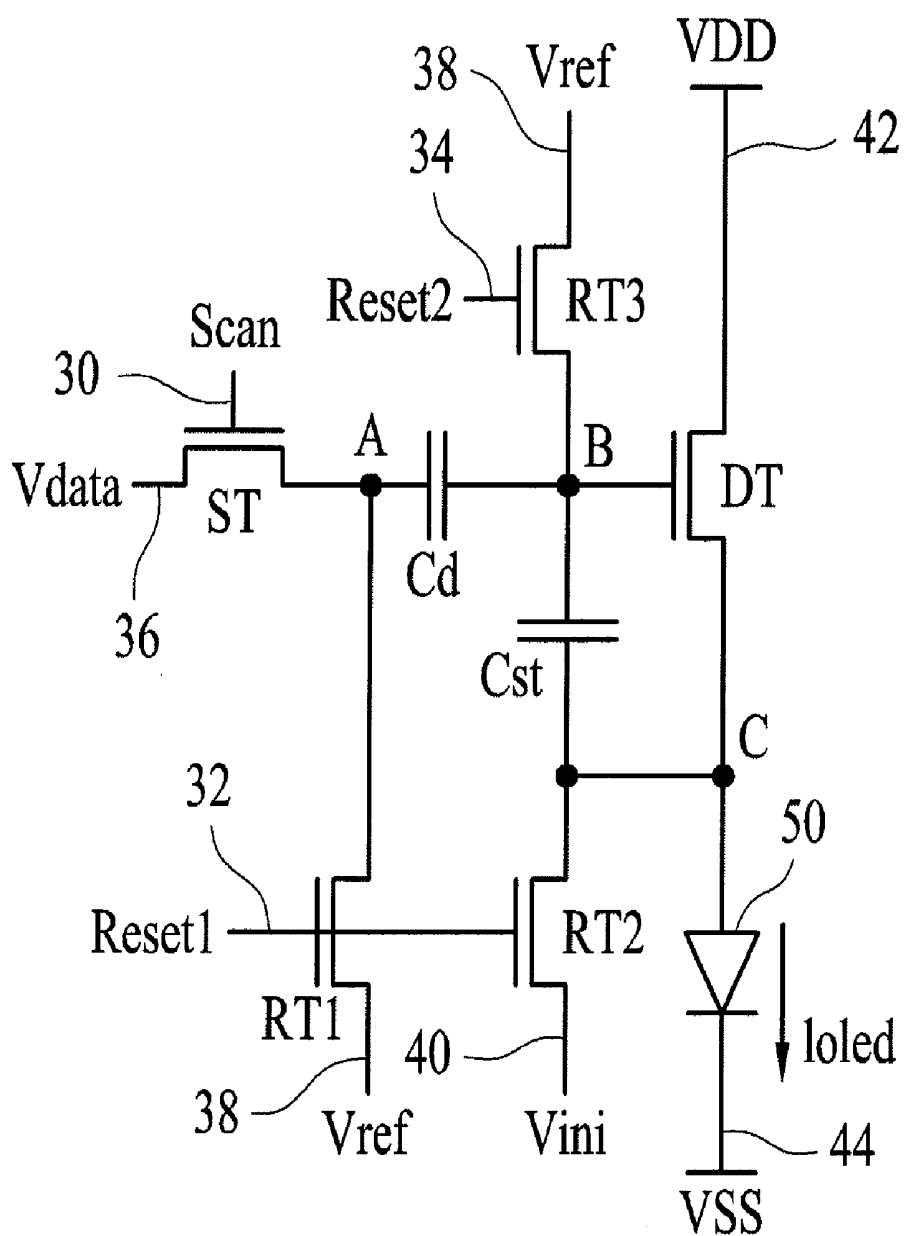 VDD
38
Vref
34
42
Reset2
RT3
Scan
30
A
B
Vdata
ST
DT
Cd
36
Cst
C
32
50
Reset1
RT2
RT1
40
Ioled
38
Vref
Vini
44
VSS